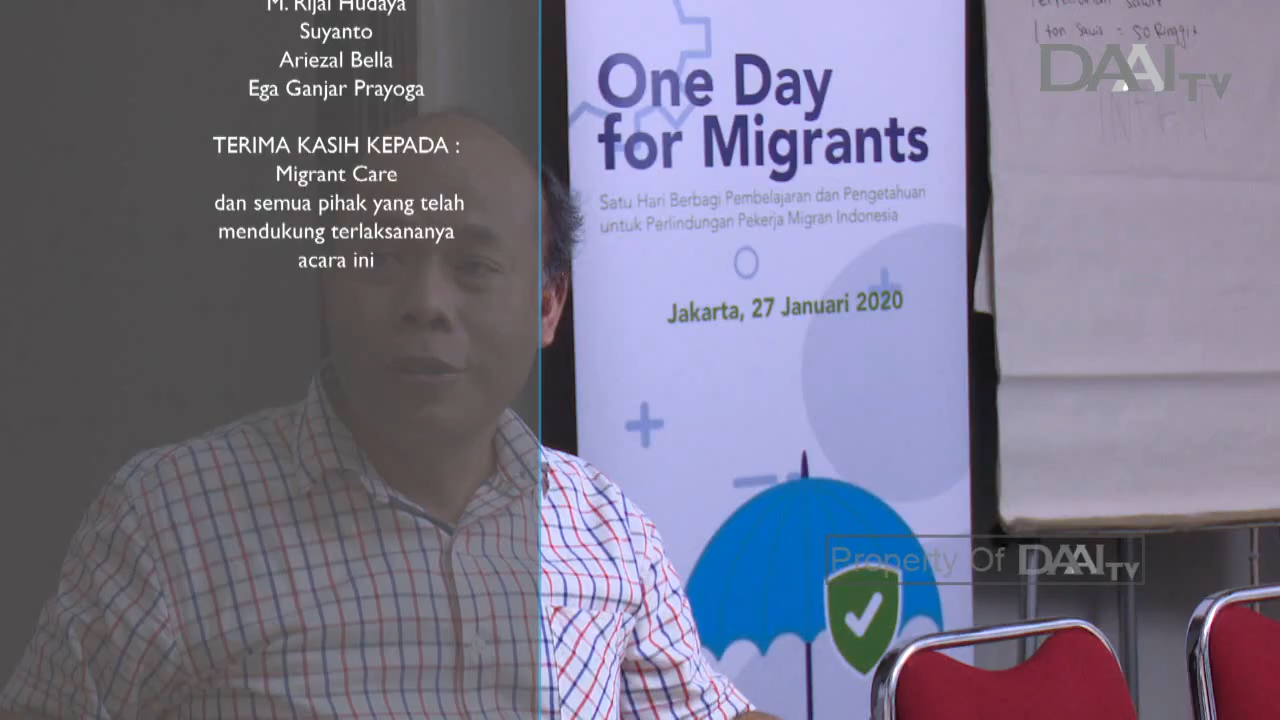 M. Rijal Hudaya
Suyanto
Ariezal Bella
Ega Ganjar Prayoga
TERIMA KASIH KEPADA :
Migrant Care
dan semua pihak yang telah
mendukung terlaksananya
acara ini
One Day
for Migrants
Satu Hari Berbagi Pembelajaran dan Pengetahuan
untuk Perlindungan Pekerja Migran Indonesia
Jakarta, 27 Januari 2020
1 ton sawit = 50 Ringgit
DAAI TV
Property Of DAAI TV